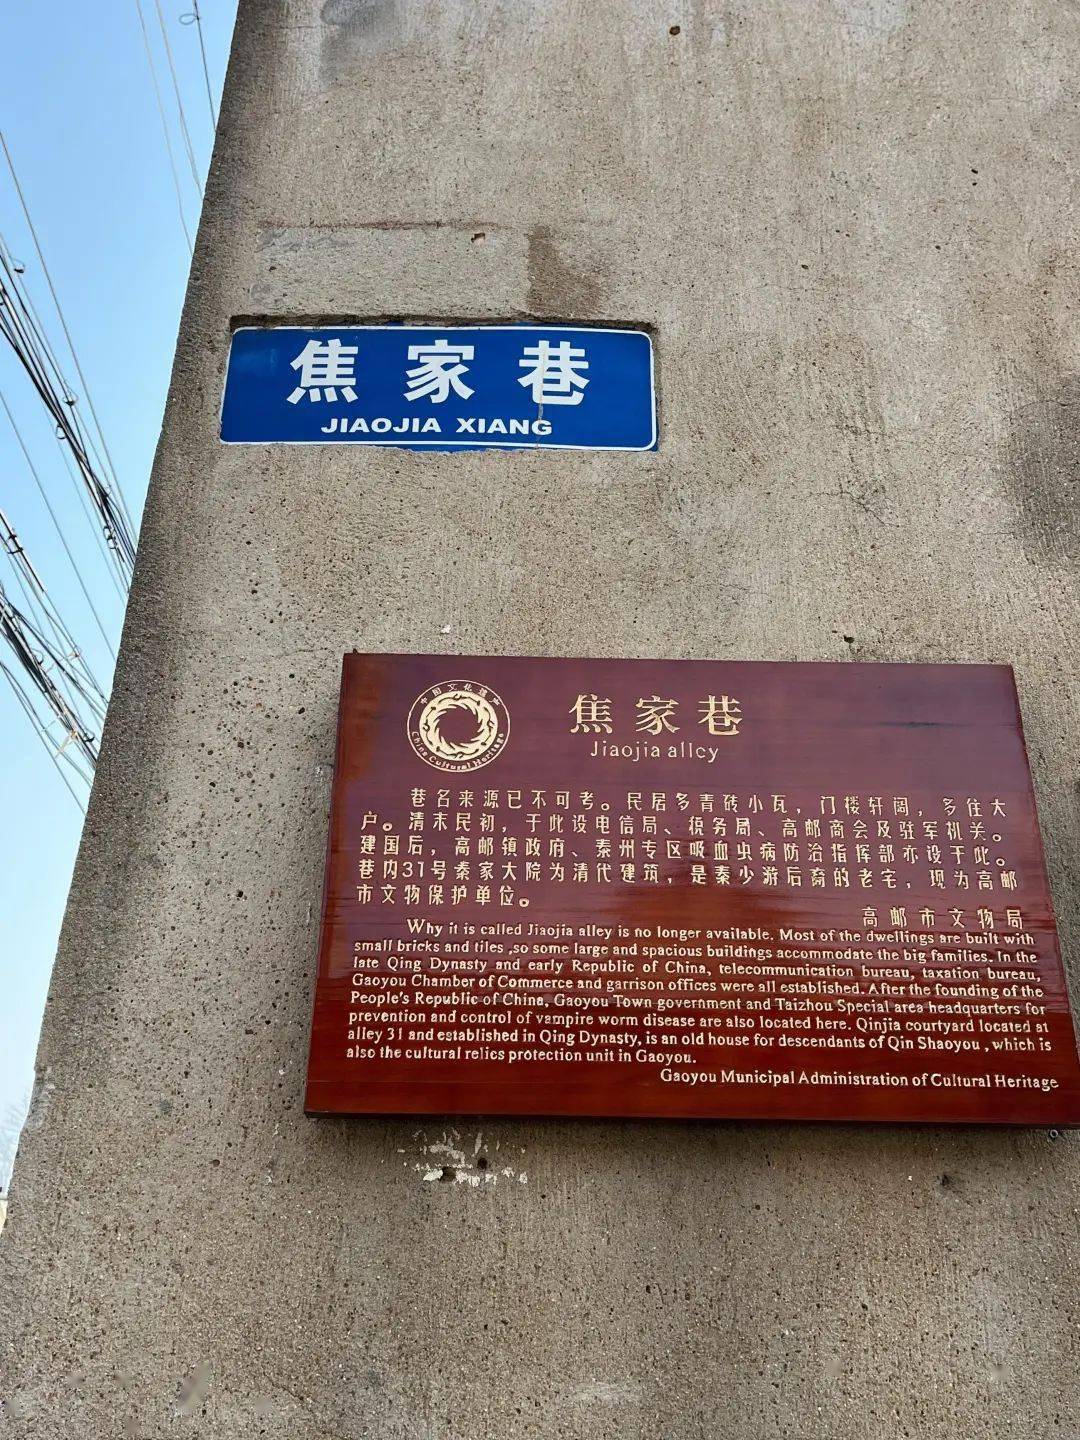 焦家巷
JIAOJIA XIANG
中国文化遗产
China Cultural Heritage
焦家巷
Jiaojia alley
巷名来源已不可考。民居多青砖小瓦，门楼轩阔，多住大
户。清末民初，于此设电信局、税务局、高邮商会及驻军机关。
建国后，高邮镇政府、泰州专区吸血虫病防治指挥部亦设于此。
巷内31号秦家大院为清代建筑，是秦少游后裔的老宅，现为高邮
市文物保护单位。
高邮市文物局
Why it is called Jiaojia alley is no longer available. Most of the dwellings are built with
small bricks and tiles ,so some large and spacious buildings accommodate the big families. In the
late Qing Dynasty and early Republic of China, telecommunication bureau, taxation bureau,
Gaoyou Chamber of Commerce and garrison offices were all established. After the founding of the
People's Republic of China, Gaoyou Town government and Taizhou Special area headquarters for
prevention and control of vampire worm disease are also located here. Qinjia courtyard located at
alley 31 and established in Qing Dynasty, is an old house for descendants of Qin Shaoyou , which is
also the cultural relics protection unit in Gaoyou.
Gaoyou Municipal Administration of Cultural Heritage